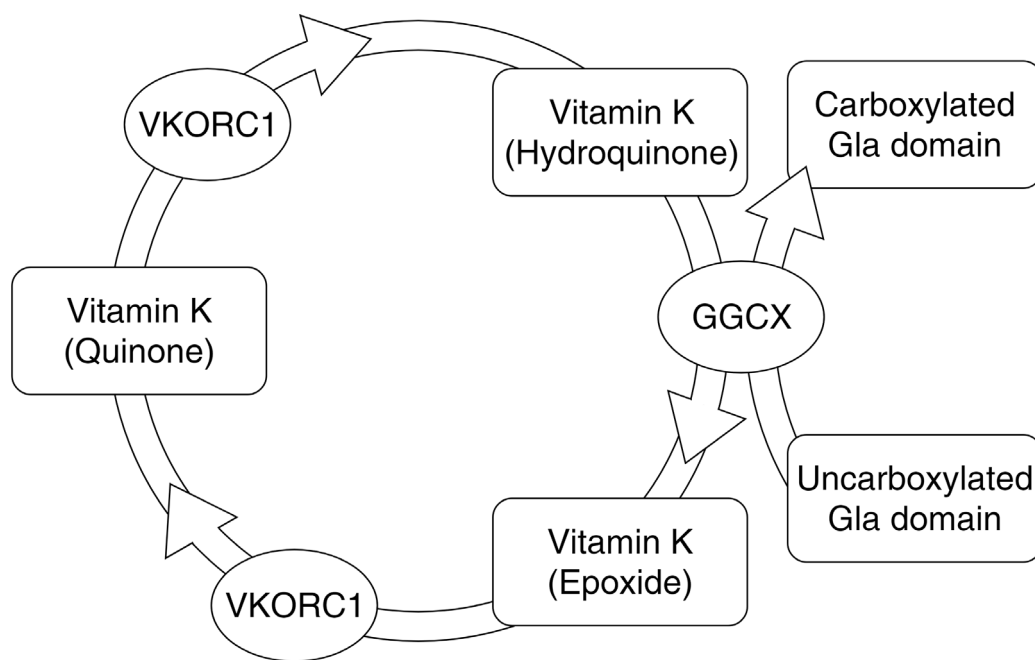 VKORC1
Vitamin K
(Hydroquinone)
Carboxylated
Gla domain
Vitamin K
(Quinone)
GGCX
Uncarboxylated
Gla domain
Vitamin K
(Epoxide)
VKORC1